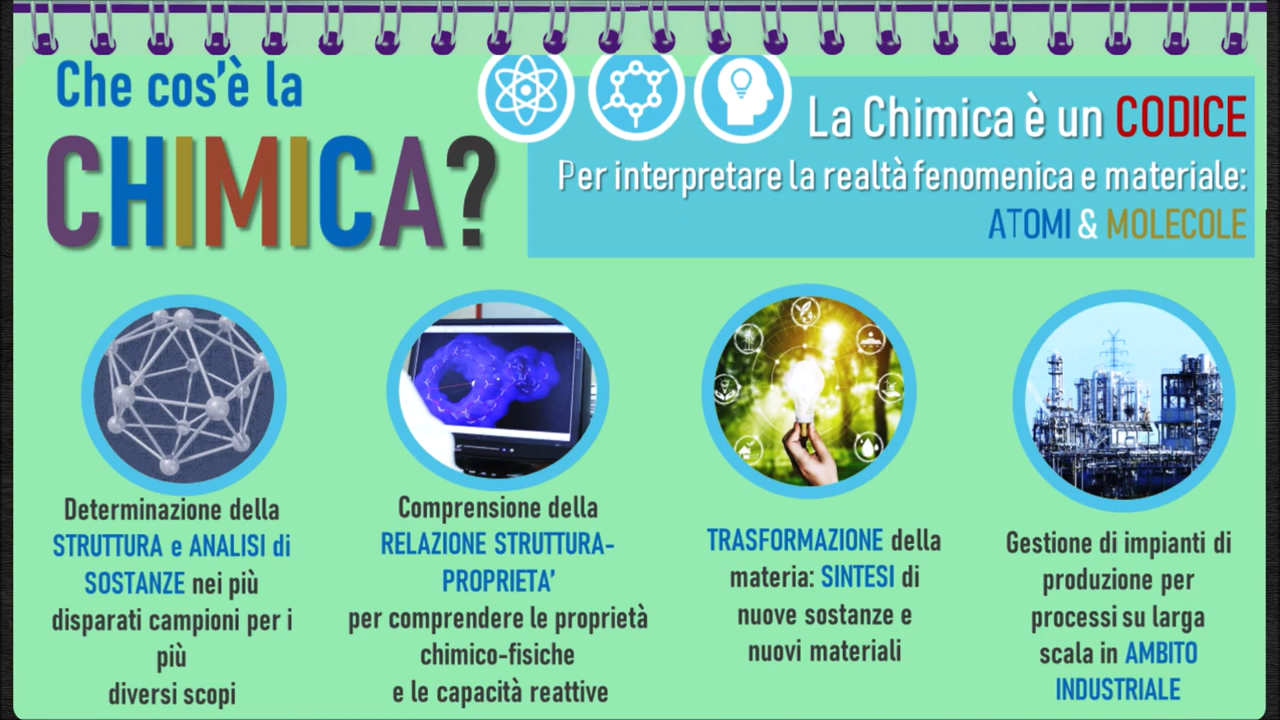 Che cos'è la
CHIMICA?
La Chimica è un CODICE
Per interpretare la realtà fenomenica e materiale:
ATOMI & MOLECOLE
Determinazione della
STRUTTURA e ANALISI di
SOSTANZE nei più
disparati campioni per i
più
diversi scopi
Comprensione della
RELAZIONE STRUTTURA-
PROPRIETA'
per comprendere le proprietà
chimico-fisiche
e le capacità reattive
TRASFORMAZIONE della
materia: SINTESI di
nuove sostanze e
nuovi materiali
Gestione di impianti di
produzione per
processi su larga
scala in AMBITO
INDUSTRIALE